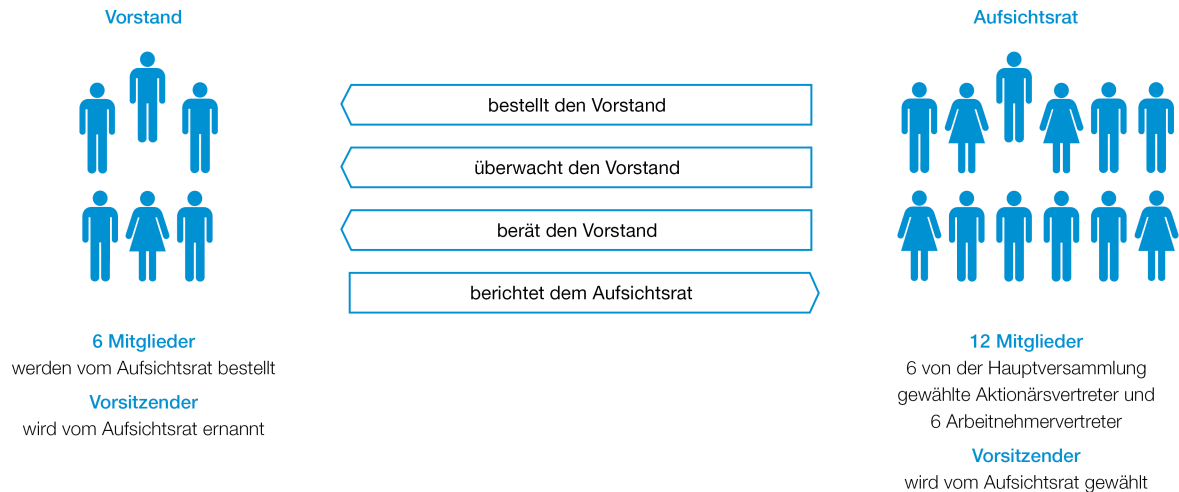 Vorstand
Aufsichtsrat
bestellt den Vorstand
überwacht den Vorstand
berät den Vorstand
berichtet dem Aufsichtsrat
6 Mitglieder
werden vom Aufsichtsrat bestellt
Vorsitzender
wird vom Aufsichtsrat ernannt
12 Mitglieder
6 von der Hauptversammlung
gewählte Aktionärsvertreter und
6 Arbeitnehmervertreter
Vorsitzender
wird vom Aufsichtsrat gewählt